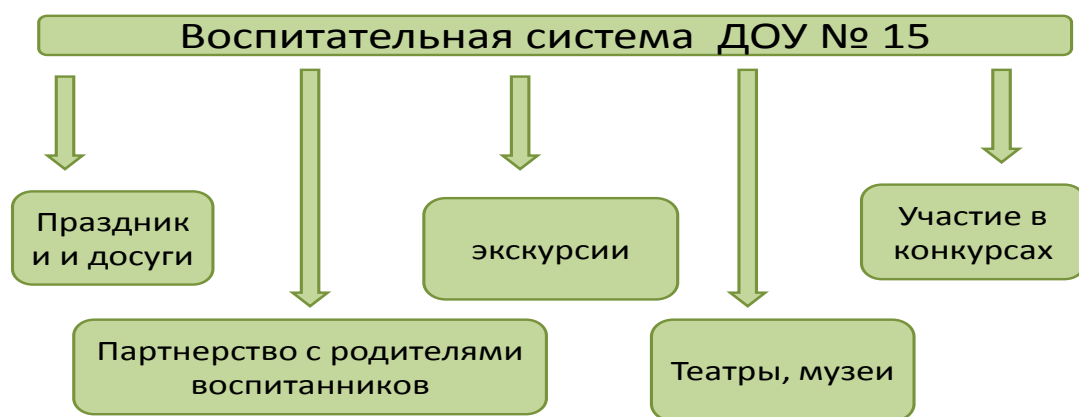 Воспитательная система ДОУ № 15
Праздник
и и досуги
экскурсии
Участие в
конкурсах
Партнерство с родителями
воспитанников
Театры, музеи